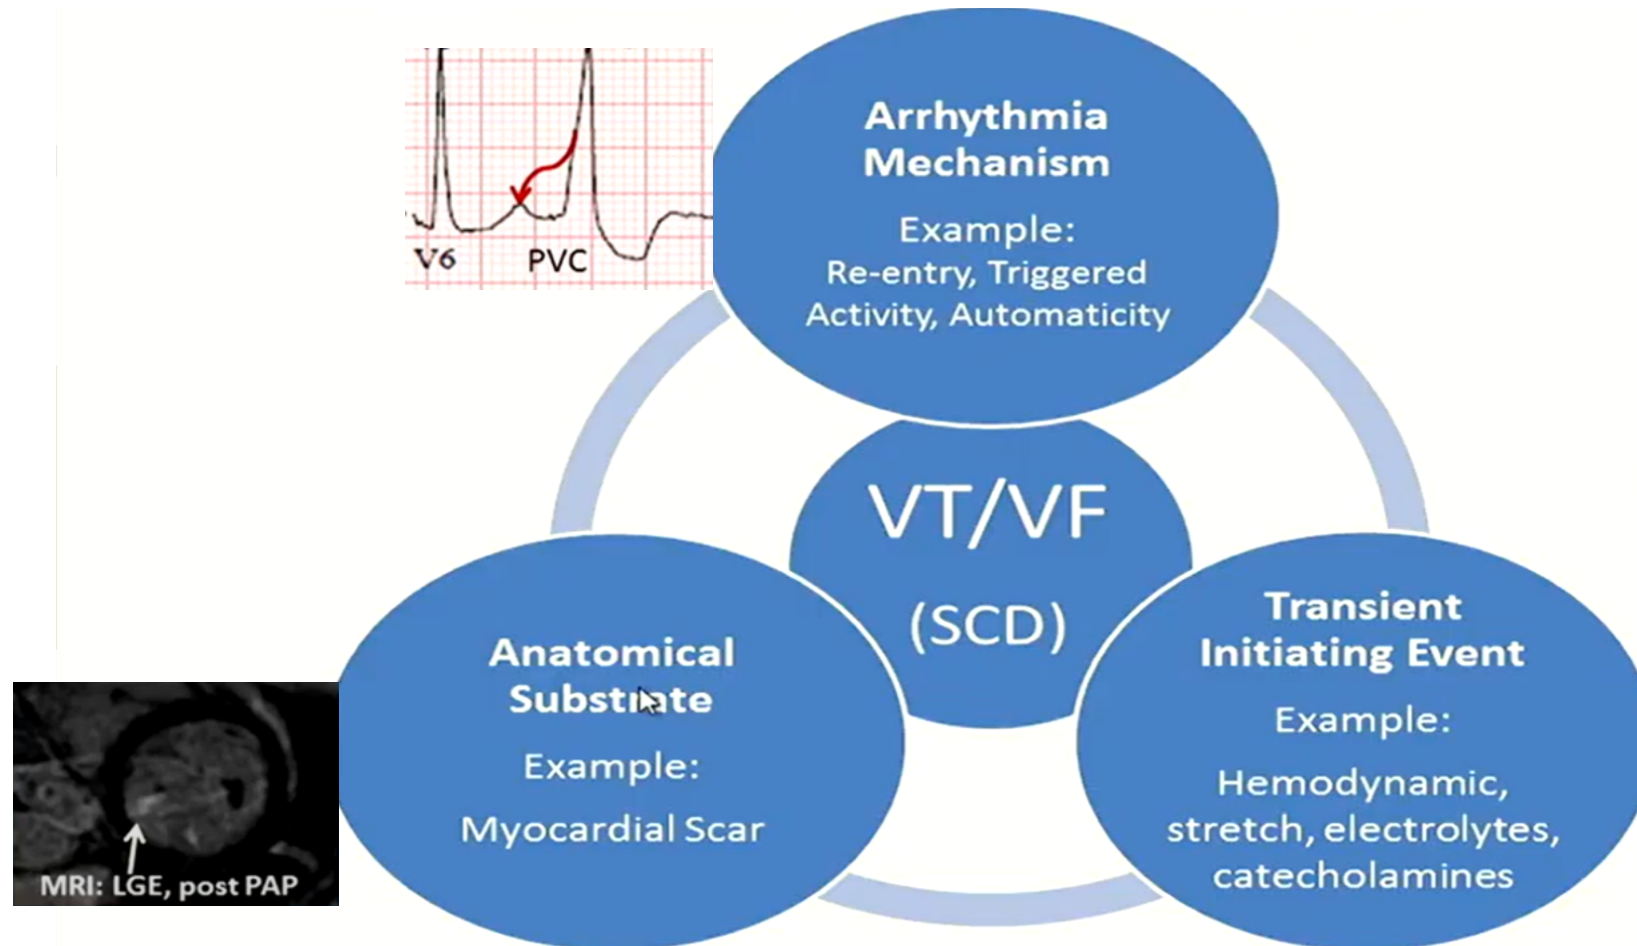 V6
PVC
Arrhythmia
Mechanism
Example:
Re-entry, Triggered
Activity, Automaticity
VT/VF
(SCD)
Anatomical
Substrate
Example:
Myocardial Scar
MRI: LGE, post PAP
Transient
Initiating Event
Example:
Hemodynamic,
stretch, electrolytes,
catecholamines